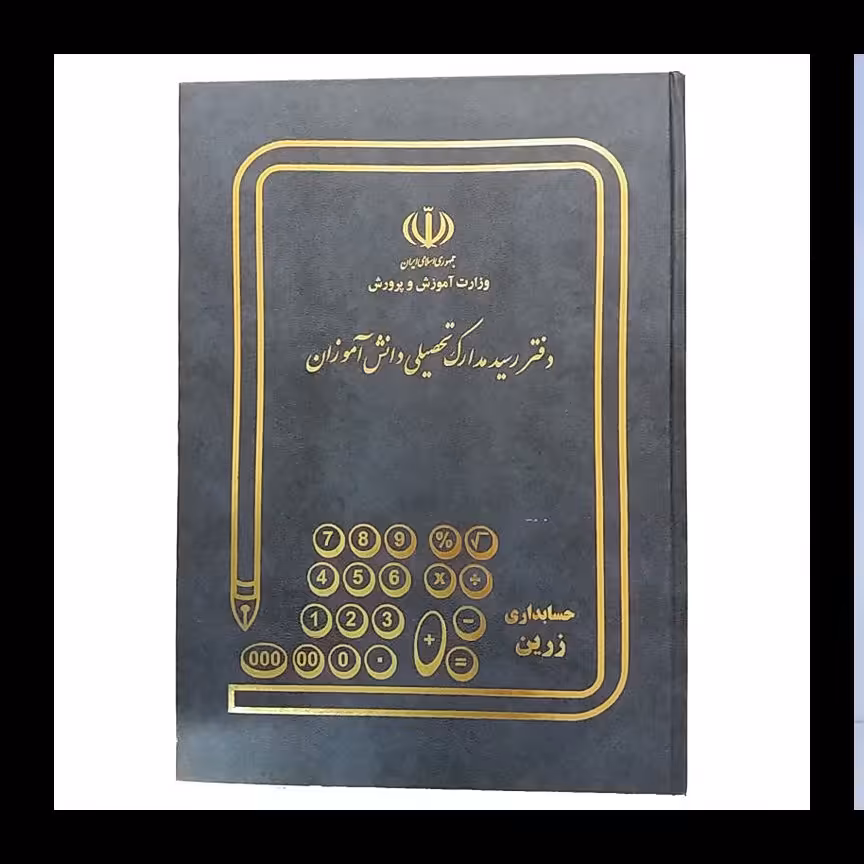 جمهوری اسلامی ایران
وزارت آموزش و پرورش
دفتر رسید مدارک تحصیلی دانش آموزان
7 8 9 % √
4 5 6 x ÷
1 2 3 + −
000 00 0 . =
حسابداری
زرین